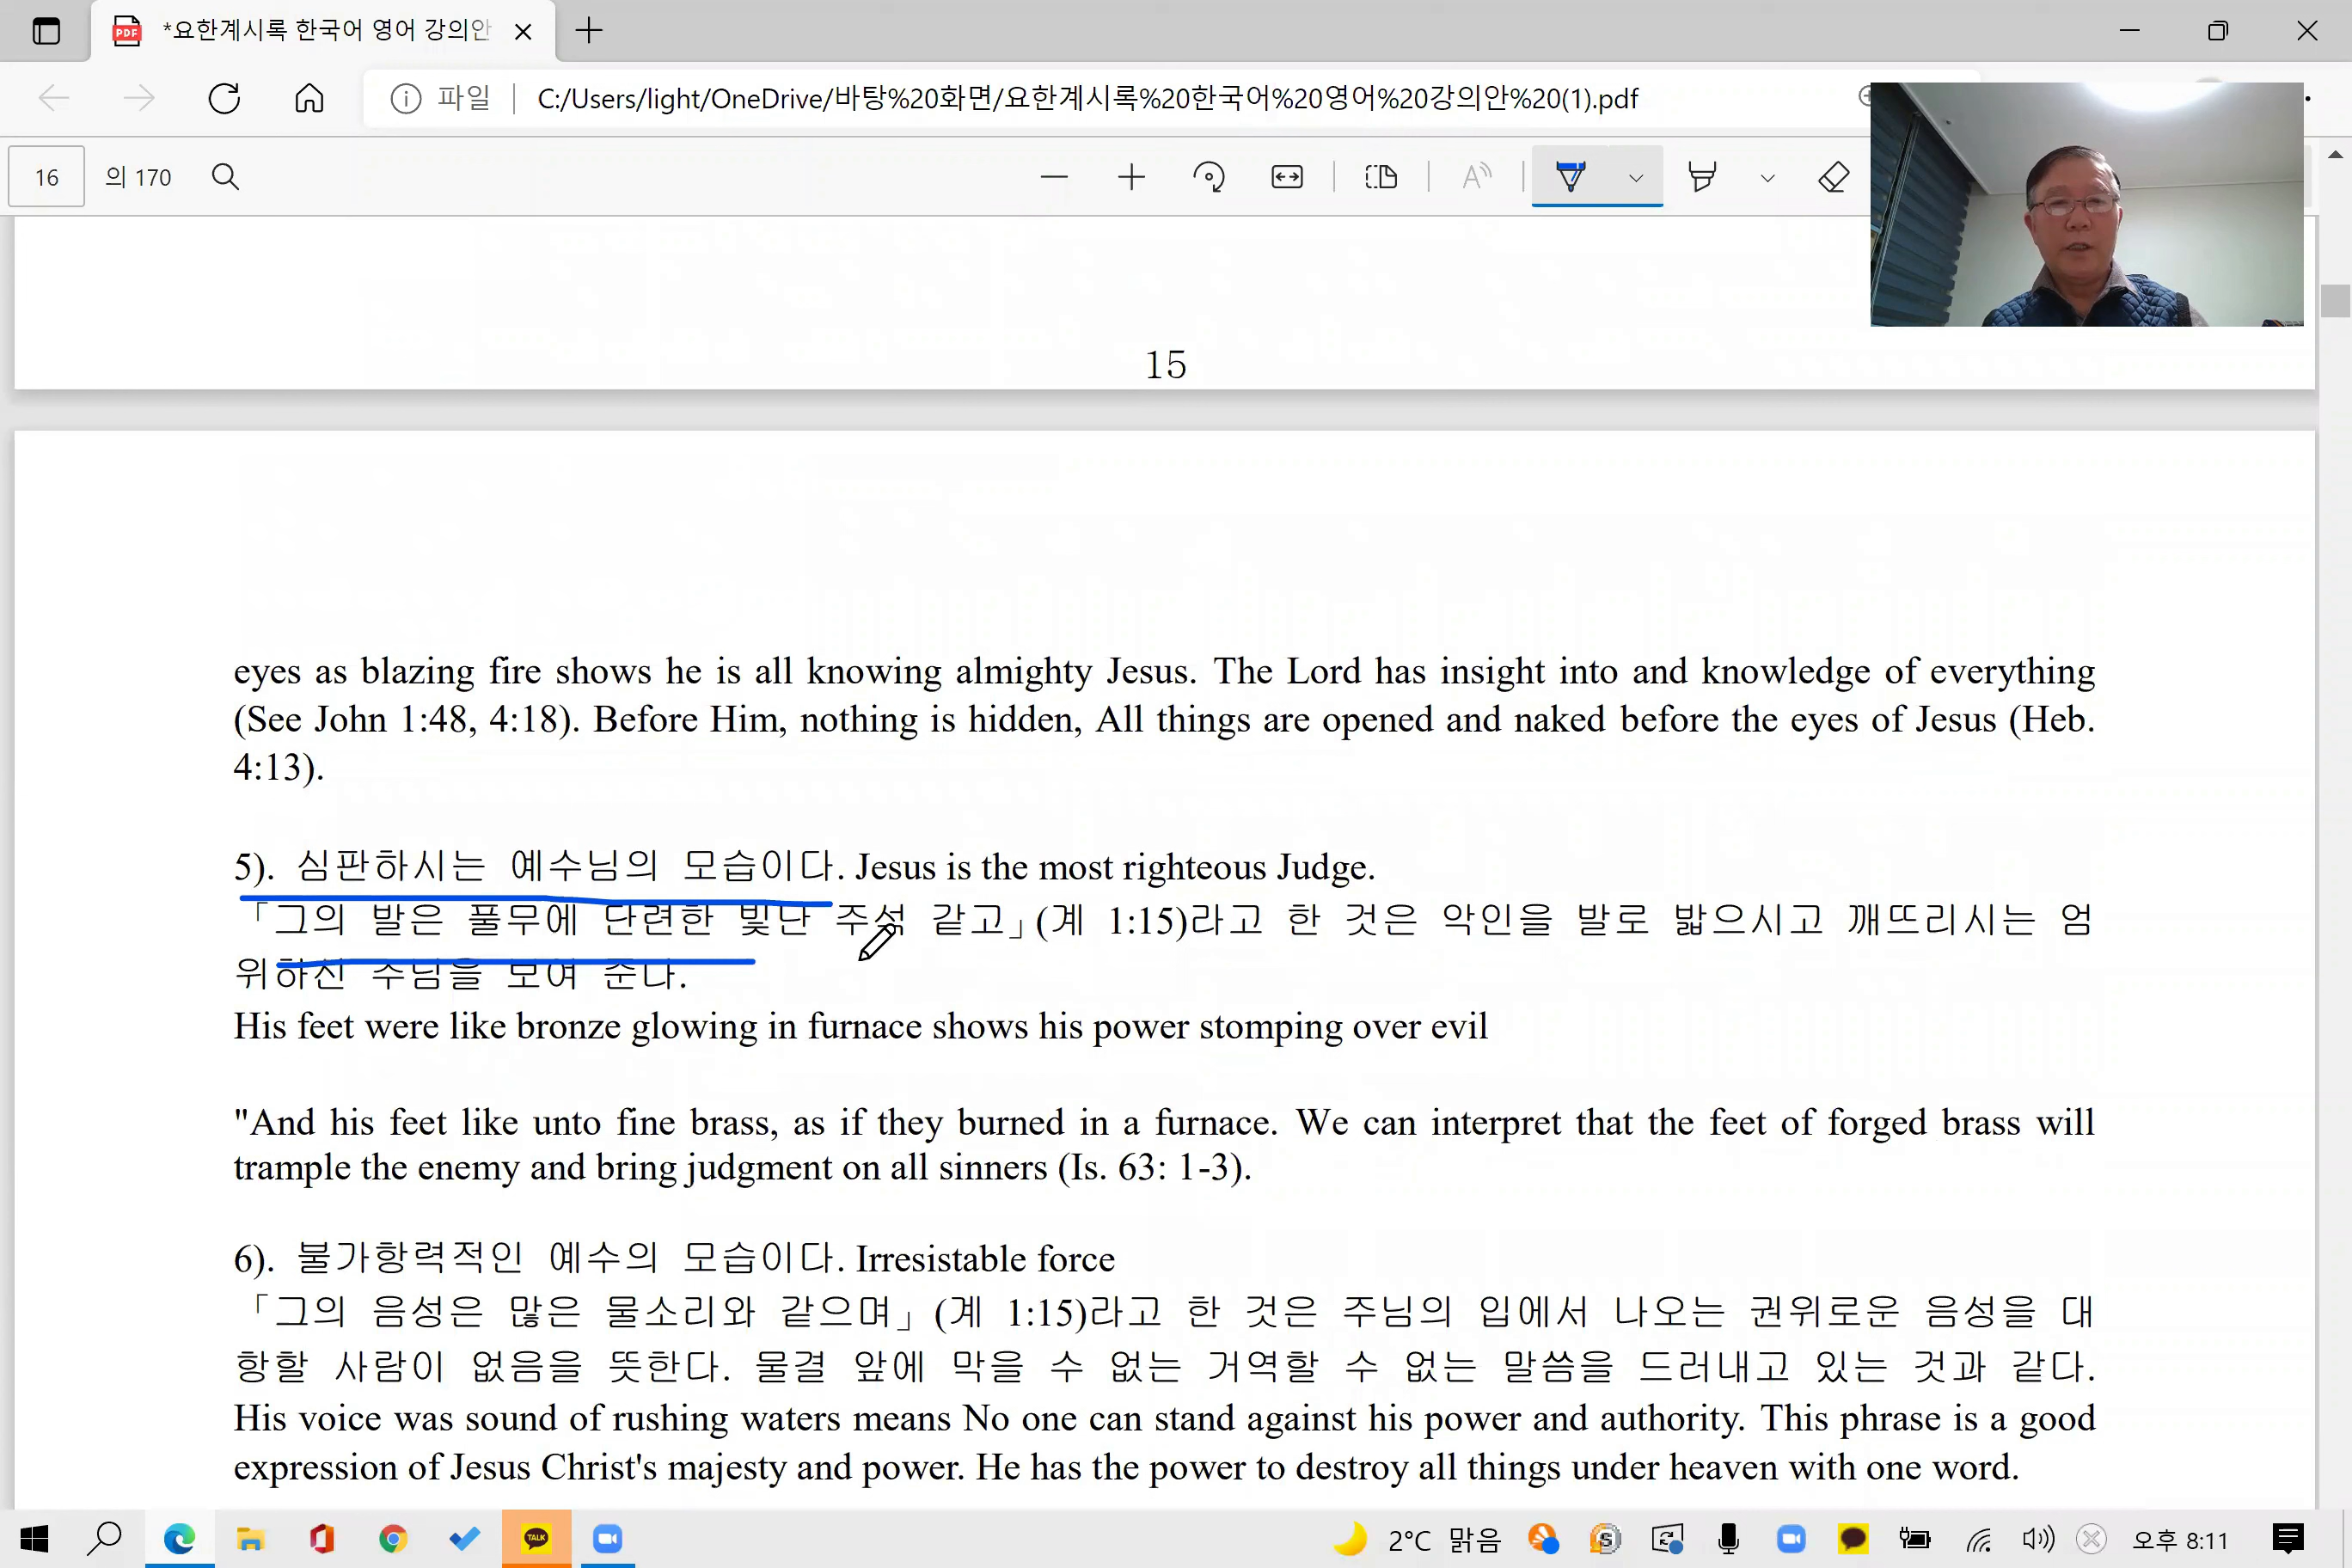 *요한계시록 한국어 영어 강의안
파일 C:/Users/light/OneDrive/바탕%20화면/요한계시록%20한국어%20영어%20강의안%20(1).pdf
16 의 170
15
eyes as blazing fire shows he is all knowing almighty Jesus. The Lord has insight into and knowledge of everything
(See John 1:48, 4:18). Before Him, nothing is hidden, All things are opened and naked before the eyes of Jesus (Heb.
4:13).
5). 심판하시는 예수님의 모습이다. Jesus is the most righteous Judge.
「그의 발은 풀무에 단련한 빛난 주석 같고」(계 1:15)라고 한 것은 악인을 발로 밟으시고 깨뜨리시는 엄
위하신 주님을 보여 준다.
His feet were like bronze glowing in furnace shows his power stomping over evil
"And his feet like unto fine brass, as if they burned in a furnace. We can interpret that the feet of forged brass will
trample the enemy and bring judgment on all sinners (Is. 63: 1-3).
6). 불가항력적인 예수의 모습이다. Irresistable force
「그의 음성은 많은 물소리와 같으며」(계 1:15)라고 한 것은 주님의 입에서 나오는 권위로운 음성을 대
항할 사람이 없음을 뜻한다. 물결 앞에 막을 수 없는 거역할 수 없는 말씀을 드러내고 있는 것과 같다.
His voice was sound of rushing waters means No one can stand against his power and authority. This phrase is a good
expression of Jesus Christ's majesty and power. He has the power to destroy all things under heaven with one word.
TALK 2°C 맑음 오후 8:11